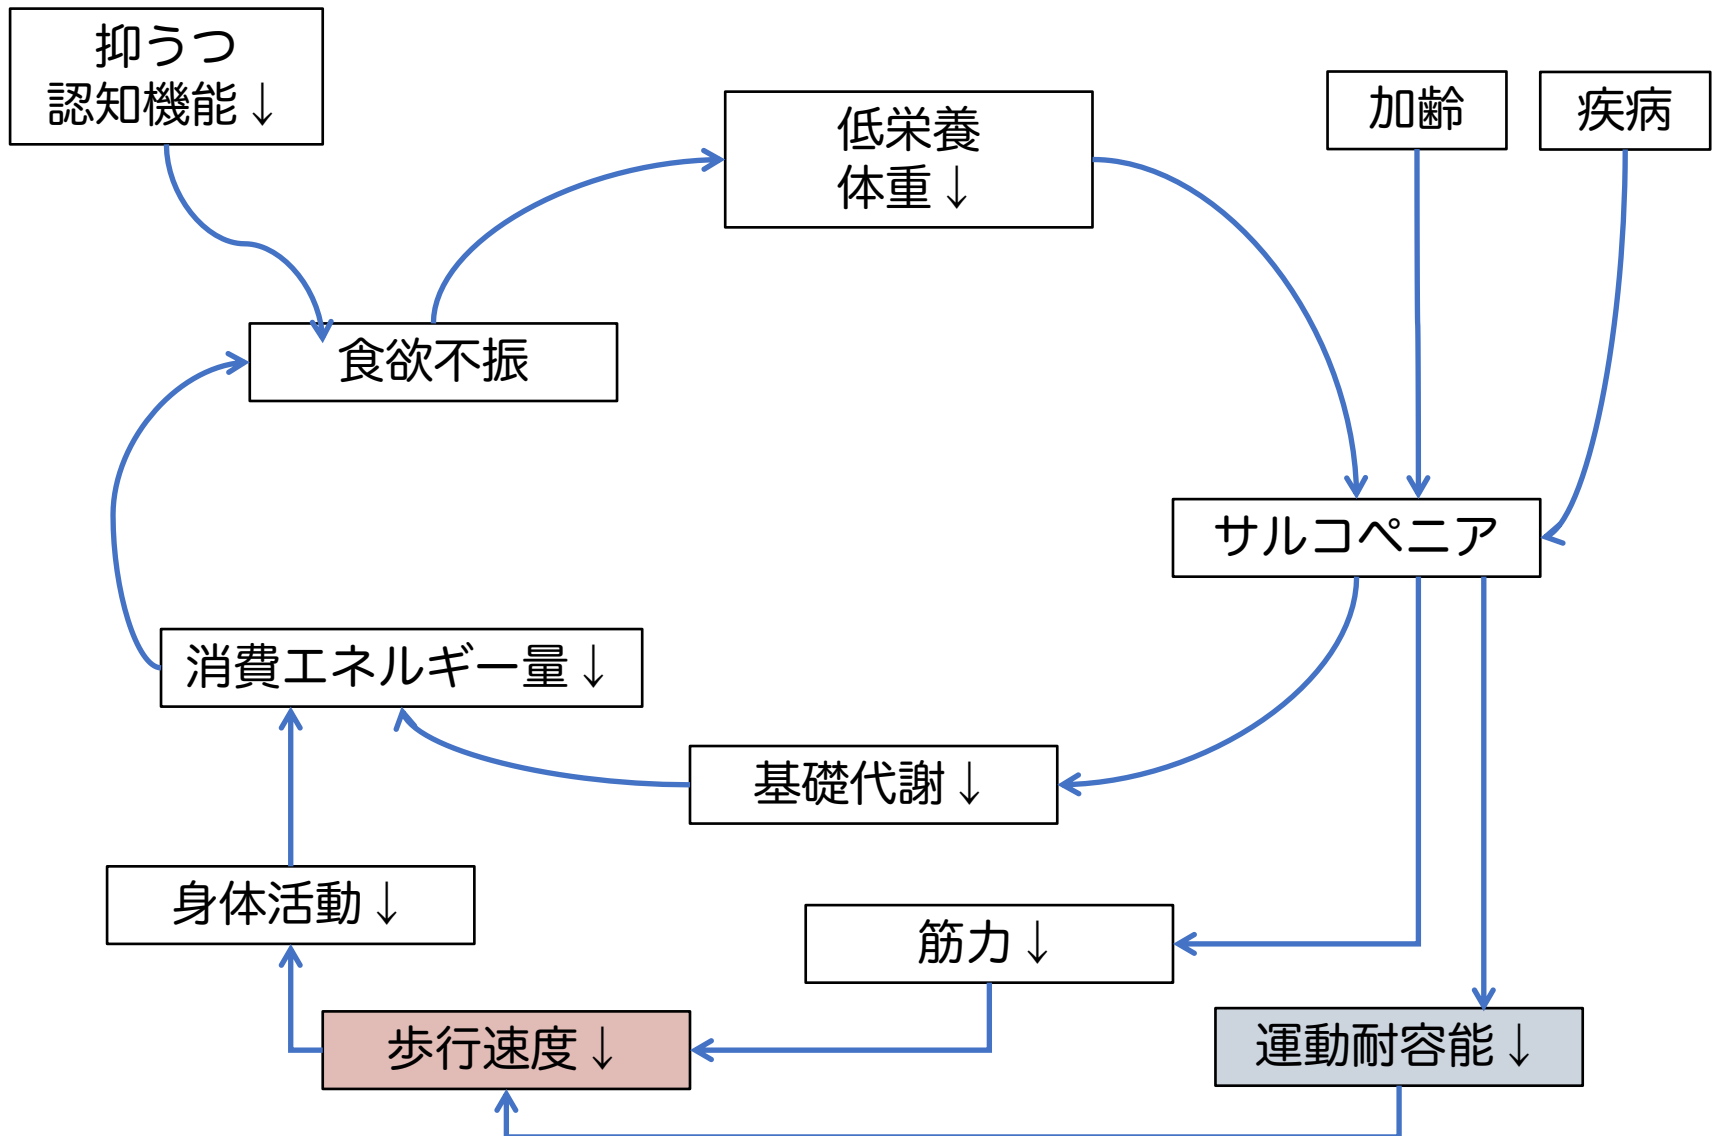 抑うつ
認知機能↓
低栄養
体重↓
加齢
疾病
食欲不振
サルコペニア
消費エネルギー量↓
基礎代謝↓
身体活動↓
筋力↓
歩行速度↓
運動耐容能↓